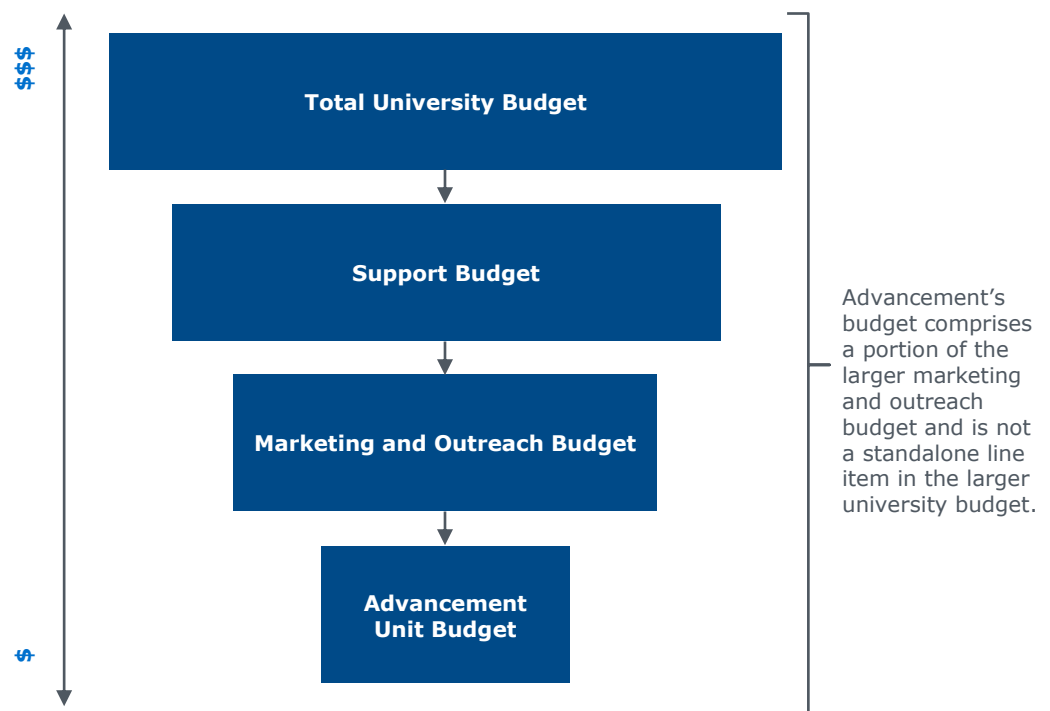 $$$
Total University Budget
Support Budget
Marketing and Outreach Budget
Advancement
Unit Budget
$
Advancement’s
budget comprises
a portion of the
larger marketing
and outreach
budget and is not
a standalone line
item in the larger
university budget.